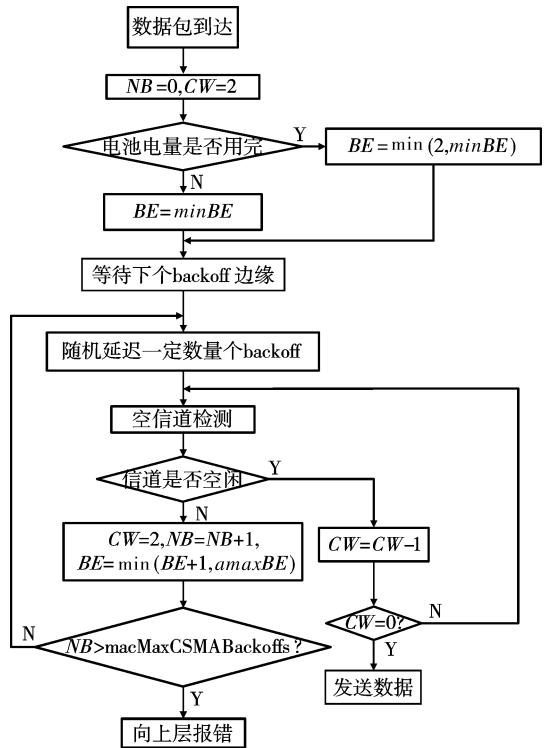 数据包到达
NB=0,CW=2
电池电量是否用完
Y
BE=min(2,minBE)
N
BE=minBE
等待下个backoff 边缘
随机延迟一定数量个backoff
空信道检测
信道是否空闲
Y
N
CW=2,NB=NB+1,
BE=min(BE+1,amaxBE)
CW=CW-1
N
NB>macMaxCSMABackoffs?
CW=0?
N
Y
Y
发送数据
向上层报错